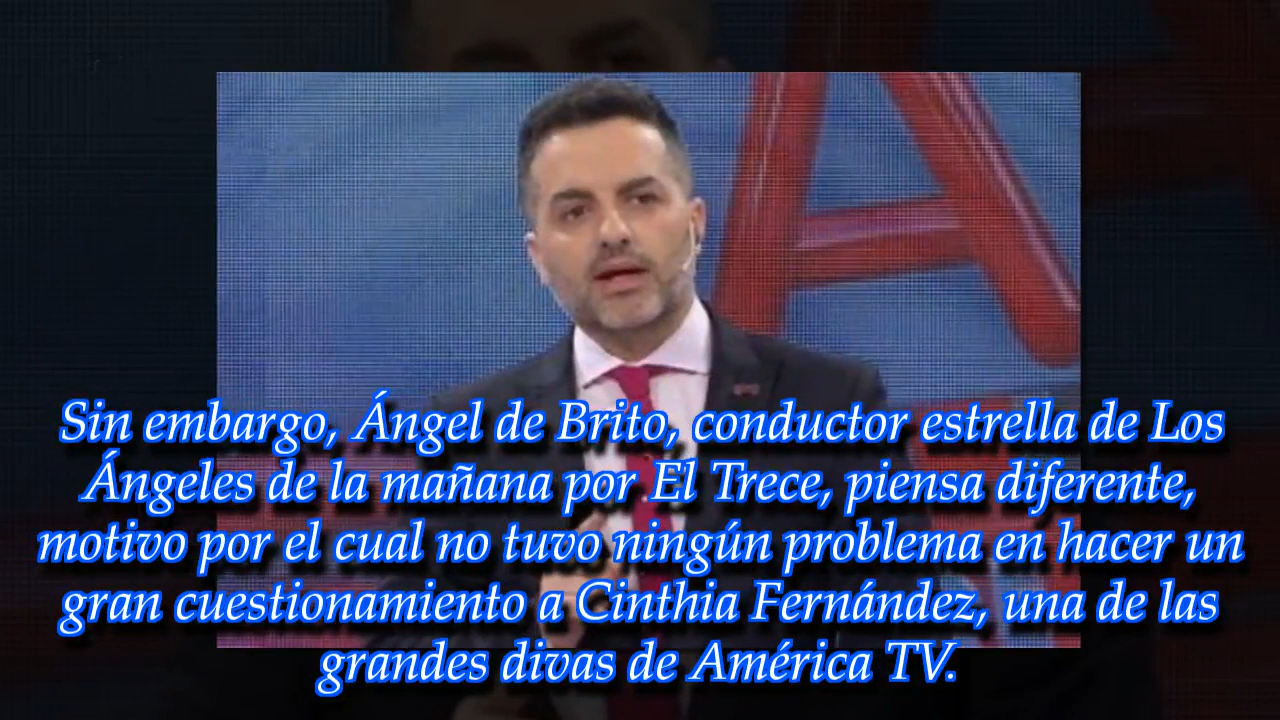 Sin embargo, Ángel de Brito, conductor estrella de Los
Ángeles de la mañana por El Trece, piensa diferente,
motivo por el cual no tuvo ningún problema en hacer un
gran cuestionamiento a Cinthia Fernández, una de las
grandes divas de América TV.